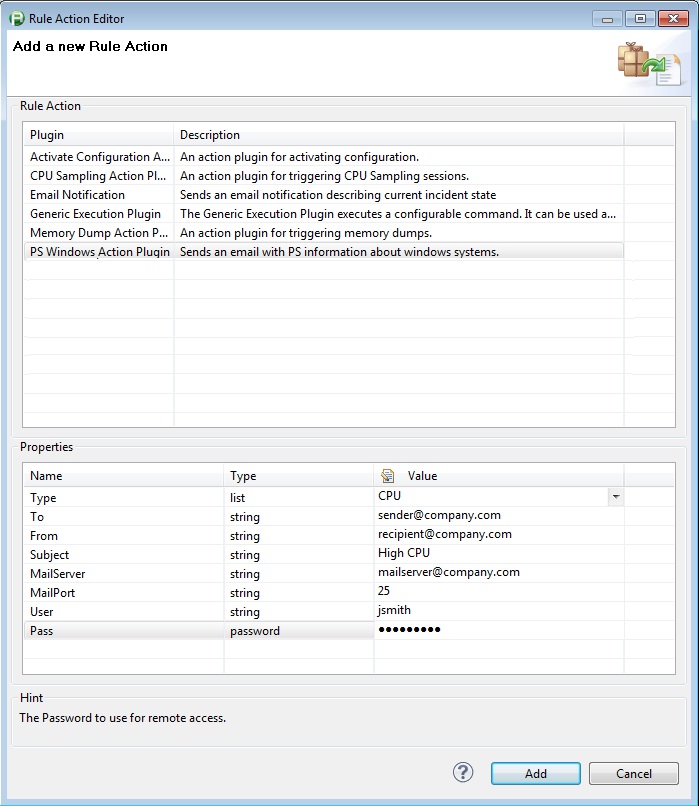 Rule Action Editor
Add a new Rule Action
Rule Action
Plugin Description
Activate Configuration A... An action plugin for activating configuration.
CPU Sampling Action Pl... An action plugin for triggering CPU Sampling sessions.
Email Notification Sends an email notification describing current incident state
Generic Execution Plugin The Generic Execution Plugin executes a configurable command. It can be used a...
Memory Dump Action P... An action plugin for triggering memory dumps.
PS Windows Action Plugin Sends an email with PS information about windows systems.
Properties
Name Type Value
Type list CPU
To string sender@company.com
From string recipient@company.com
Subject string High CPU
MailServer string mailserver@company.com
MailPort string 25
User string jsmith
Pass password •••••••••
Hint
The Password to use for remote access.
? Add Cancel